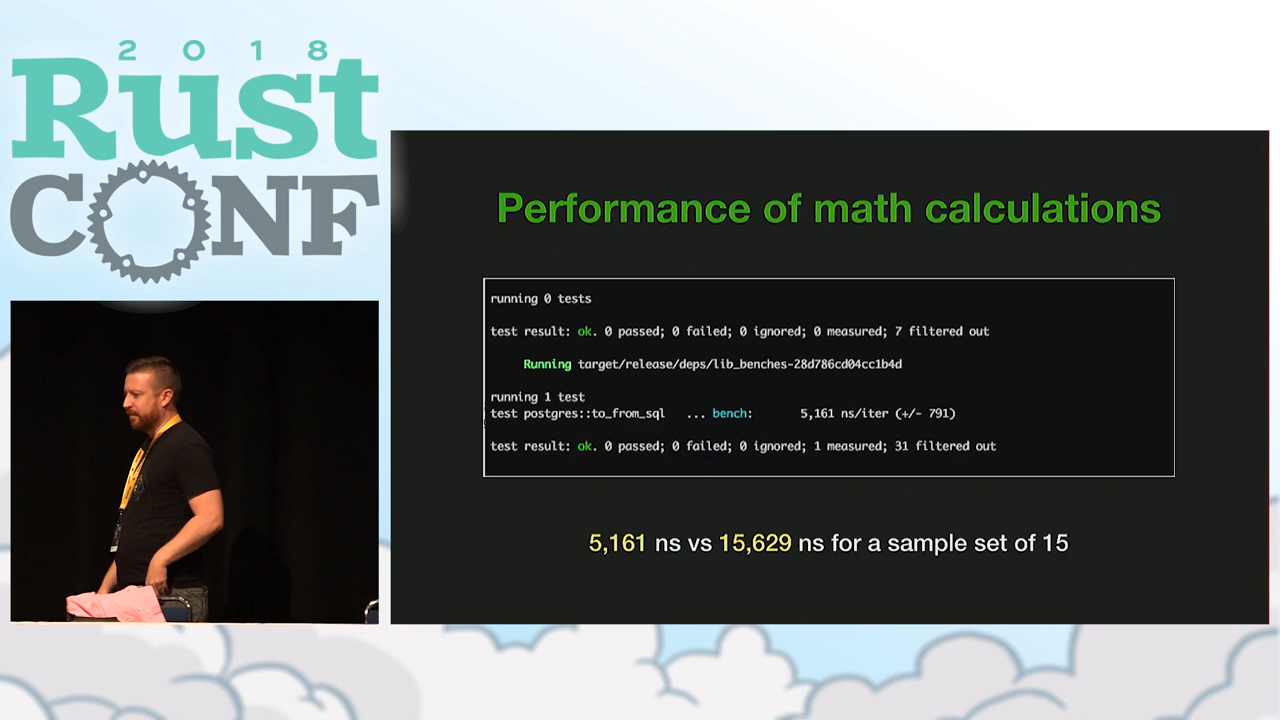 2018
Rust
CONF
Performance of math calculations
running 0 tests
test result: ok. 0 passed; 0 failed; 0 ignored; 0 measured; 7 filtered out
Running target/release/deps/lib_benches-28d786cd04cc1b4d
running 1 test
test postgres::to_from_sql ... bench: 5,161 ns/iter (+/- 791)
test result: ok. 0 passed; 0 failed; 0 ignored; 1 measured; 31 filtered out
5,161 ns vs 15,629 ns for a sample set of 15